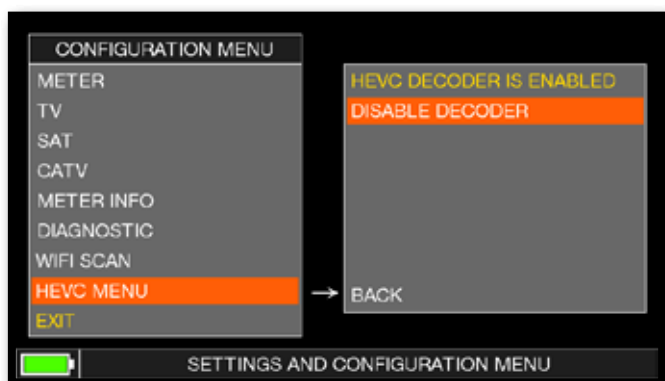 CONFIGURATION MENU
METER
TV
SAT
CATV
METER INFO
DIAGNOSTIC
WIFI SCAN
HEVC MENU
EXIT
HEVC DECODER IS ENABLED
DISABLE DECODER
BACK
SETTINGS AND CONFIGURATION MENU